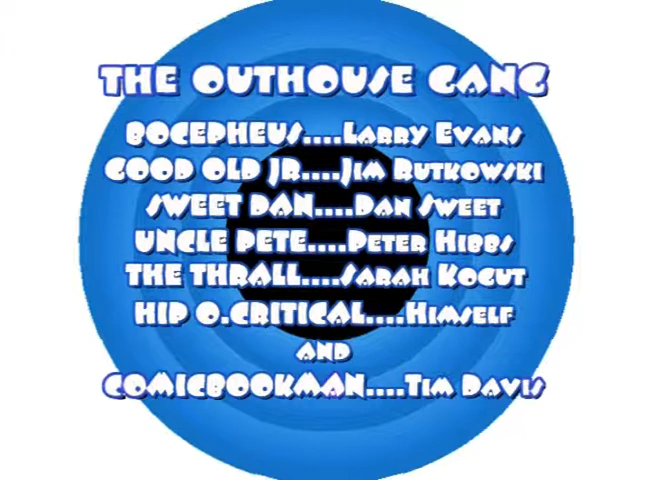 THE OUTHOUSE GANG
BOCEPHEUS....LARRY EVANS
GOOD OLD JR....JIM RUTKOWSKI
SWEET DAN....DAN SWEET
UNCLE PETE....PETER HIBBS
THE THRALL....SARAH KOGUT
HIP O.CRITICAL....HIMSELF
AND
COMICBOOKMAN....TIM DAVIS